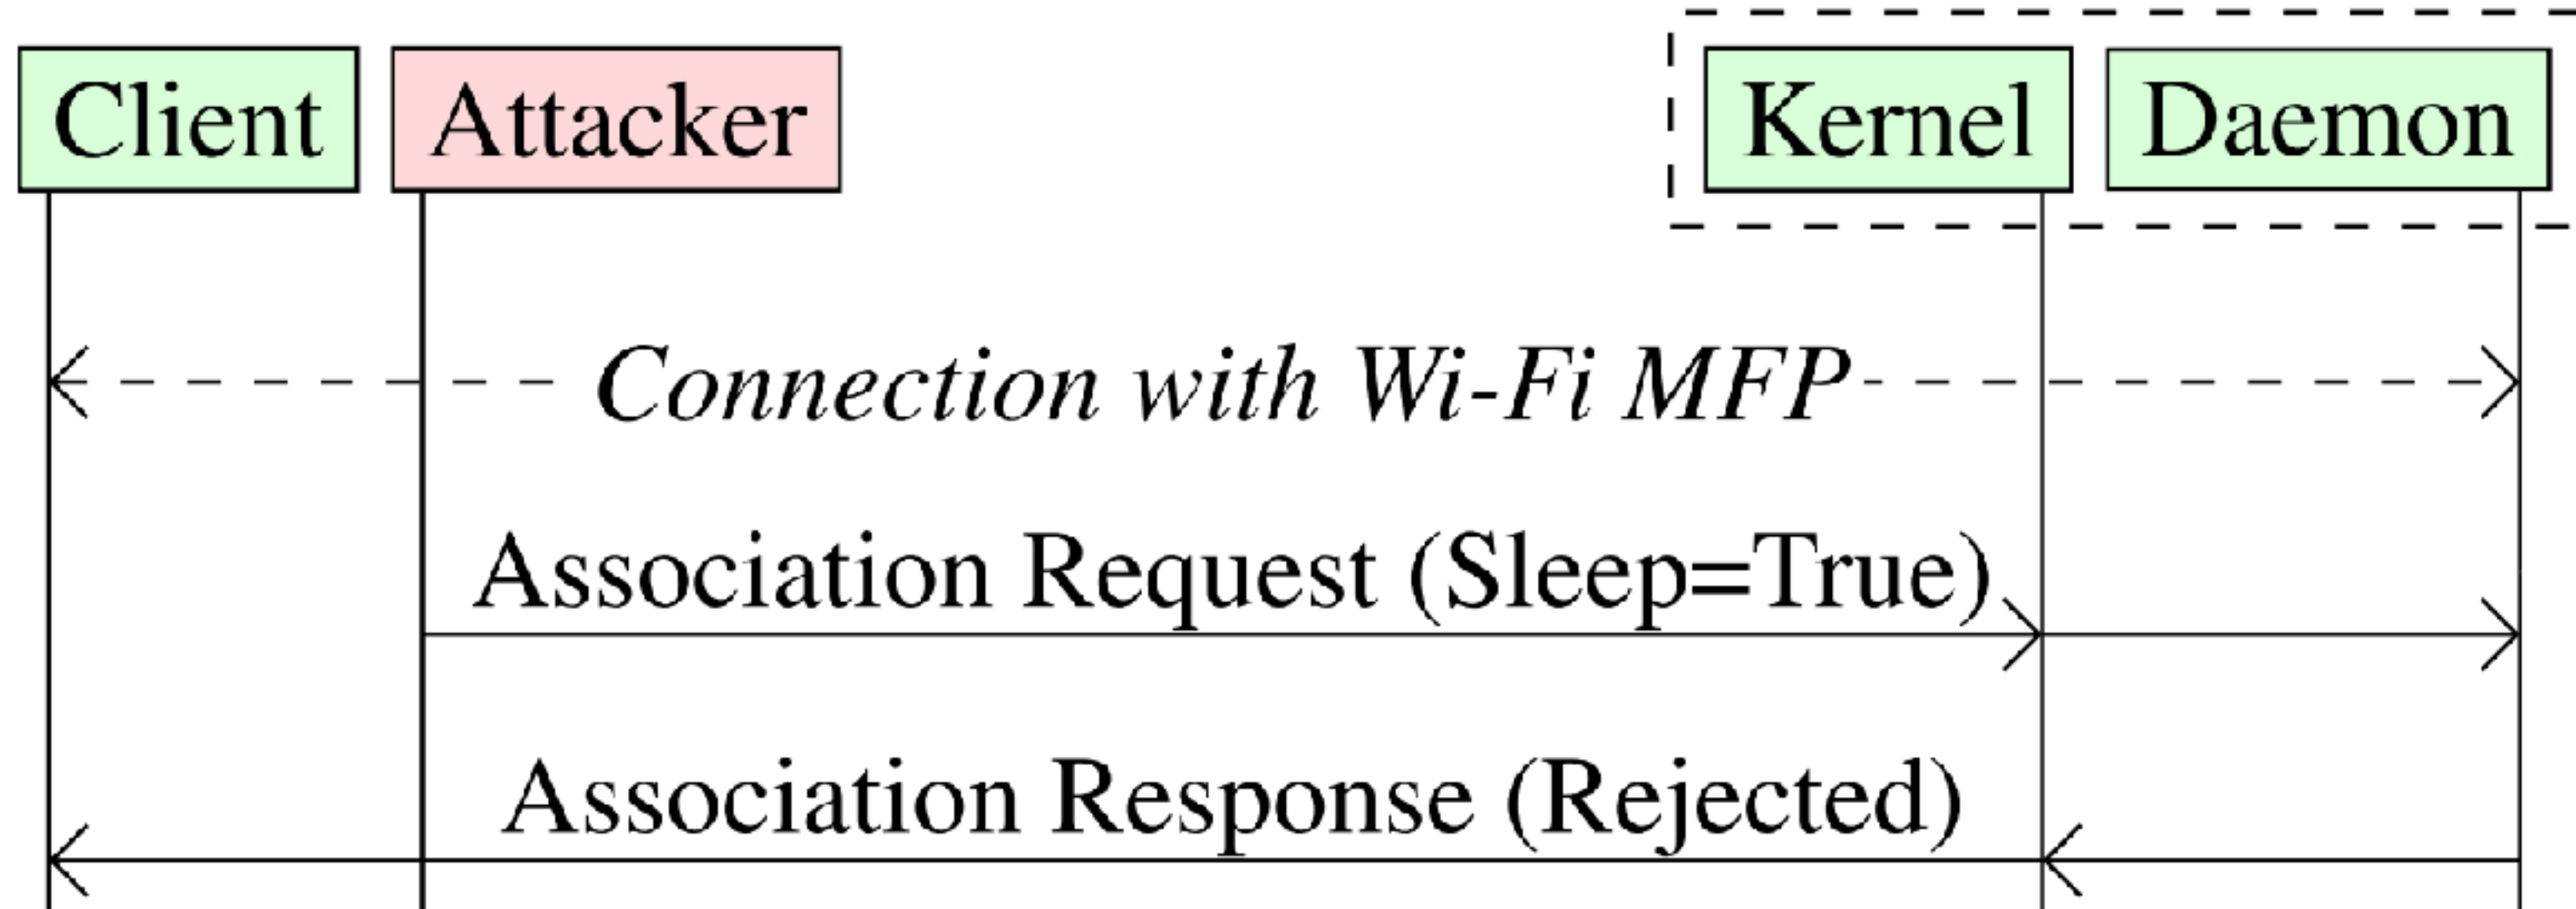 Client Attacker Kernel Daemon
Connection with Wi-Fi MFP
Association Request (Sleep=True)
Association Response (Rejected)